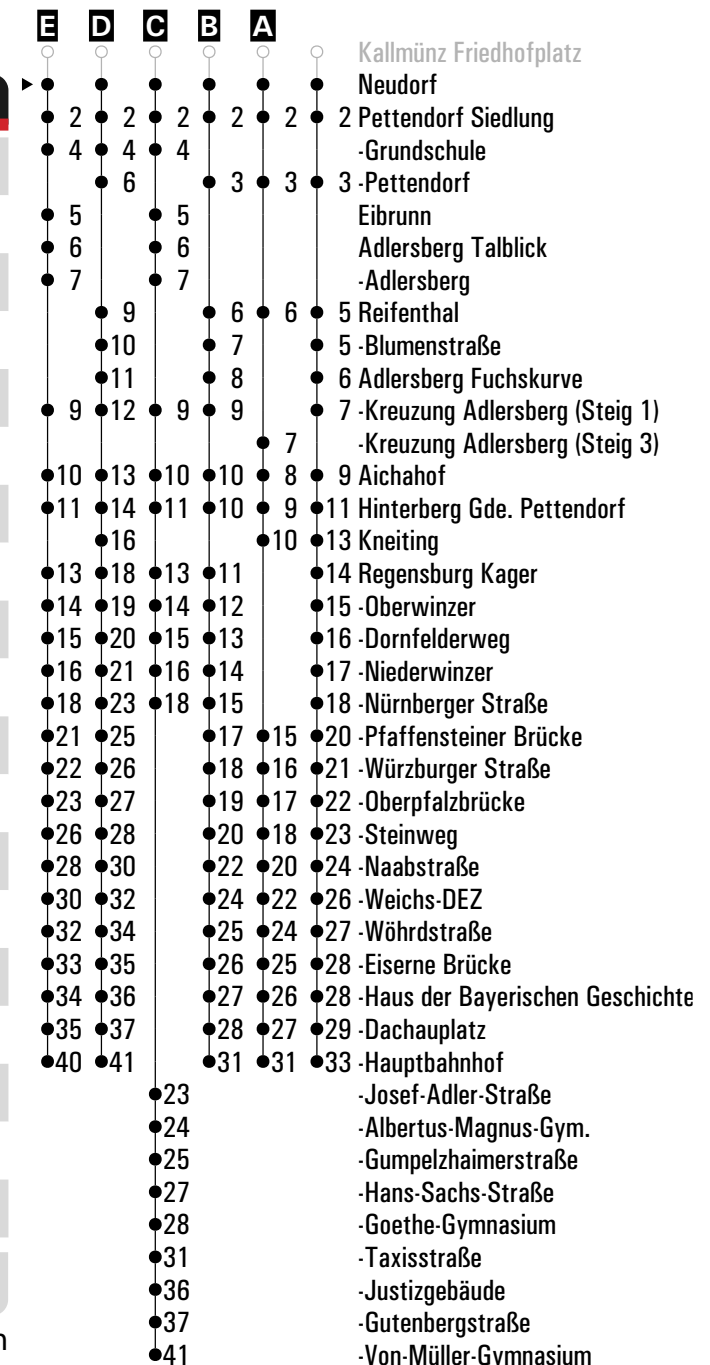 E D C B A
Kallmünz Friedhofplatz
Neudorf
2 2 2 2 2 2 Pettendorf Siedlung
4 4 4 -Grundschule
6 3 3 3 -Pettendorf
5 5 Eibrunn
6 6 Adlersberg Talblick
7 7 -Adlersberg
9 6 6 5 Reifenthal
10 7 5 -Blumenstraße
11 8 6 Adlersberg Fuchskurve
9 12 9 9 7 -Kreuzung Adlersberg (Steig 1)
7 -Kreuzung Adlersberg (Steig 3)
10 13 10 10 8 9 Aichahof
11 14 11 10 9 11 Hinterberg Gde. Pettendorf
16 10 13 Kneiting
13 18 13 11 14 Regensburg Kager
14 19 14 12 15 -Oberwinzer
15 20 15 13 16 -Dornfelderweg
16 21 16 14 17 -Niederwinzer
18 23 18 15 18 -Nürnberger Straße
21 25 17 15 20 -Pfaffensteiner Brücke
22 26 18 16 21 -Würzburger Straße
23 27 19 17 22 -Oberpfalzbrücke
26 28 20 18 23 -Steinweg
28 30 22 20 24 -Naabstraße
30 32 24 22 26 -Weichs-DEZ
32 34 25 24 27 -Wöhrdstraße
33 35 26 25 28 -Eiserne Brücke
34 36 27 26 28 -Haus der Bayerischen Geschichte
35 37 28 27 29 -Dachauplatz
40 41 31 31 33 -Hauptbahnhof
23 -Josef-Adler-Straße
24 -Albertus-Magnus-Gym.
25 -Gumpelzhaimerstraße
27 -Hans-Sachs-Straße
28 -Goethe-Gymnasium
31 -Taxisstraße
36 -Justizgebäude
37 -Gutenbergstraße
41 -Von-Müller-Gymnasium